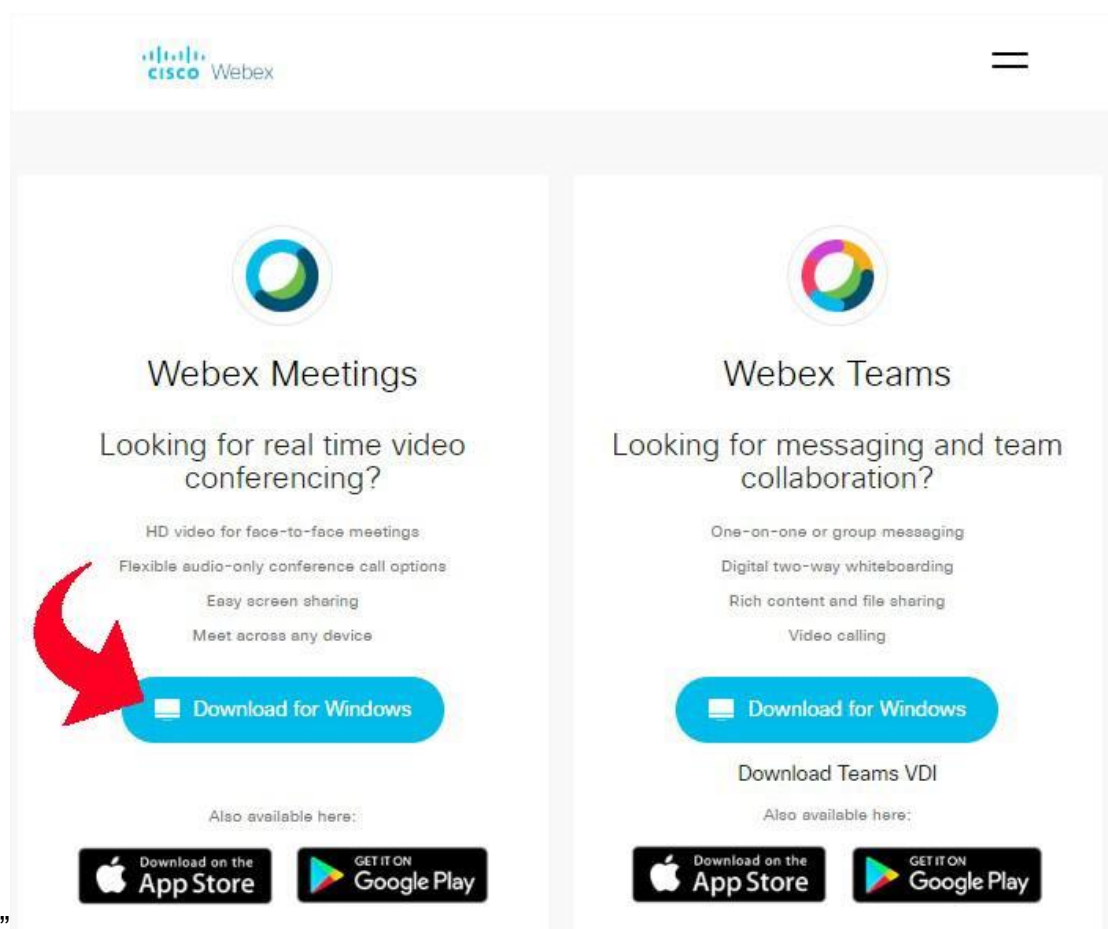 CISCO Webex
Webex Meetings
Looking for real time video
conferencing?
HD video for face-to-face meetings
Flexible audio-only conference call options
Easy screen sharing
Meet across any device
Download for Windows
Also available here:
Download on the
App Store
GET IT ON
Google Play
Webex Teams
Looking for messaging and team
collaboration?
One-on-one or group messaging
Digital two-way whiteboarding
Rich content and file sharing
Video calling
Download for Windows
Download Teams VDI
Also available here:
Download on the
App Store
GET IT ON
Google Play
”